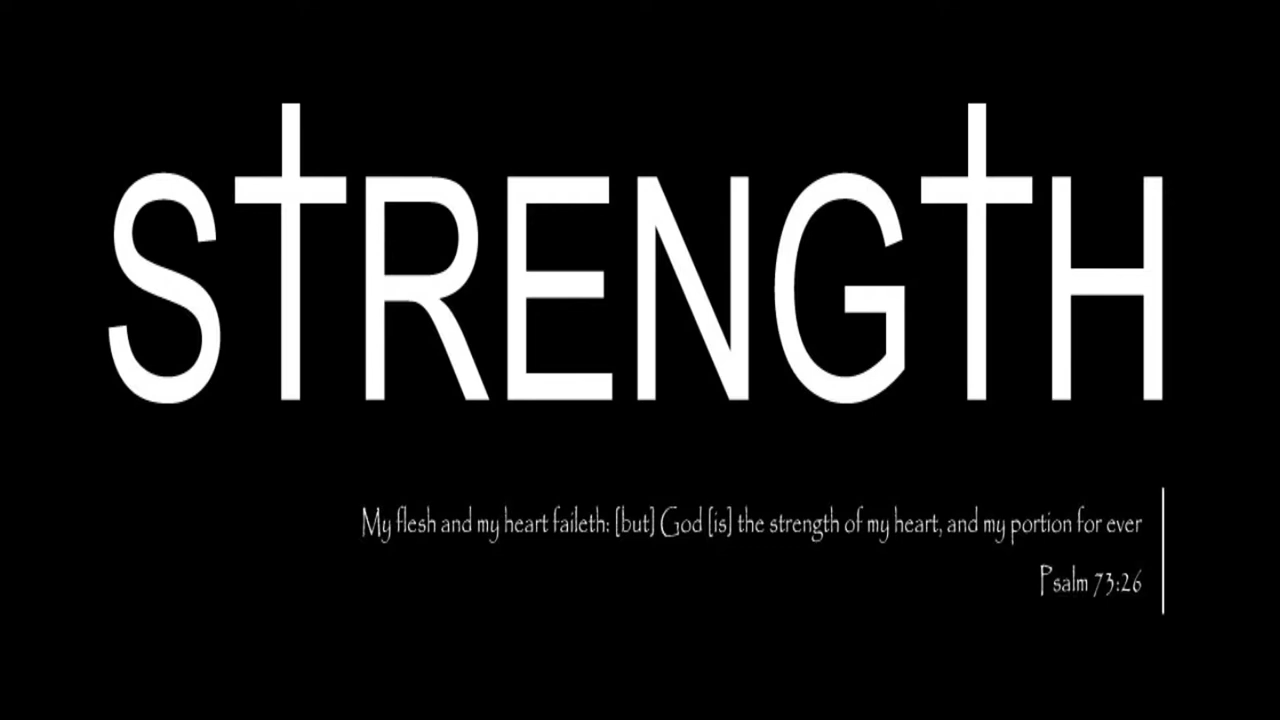 STRENGTH
My flesh and my heart faileth: [but] God [is] the strength of my heart, and my portion for ever
Psalm 73:26